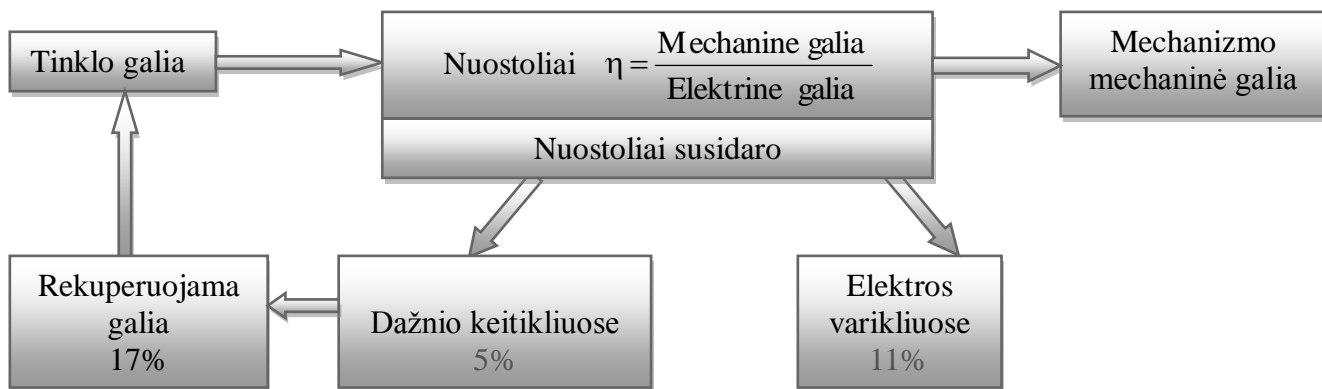 Tinklo galia
Nuostoliai η = Mechanine galia / Elektrine galia
Mechanizmo
mechaninė galia
Nuostoliai susidaro
Rekuperuojama
galia
17%
Dažnio keitikliuose
5%
Elektros
varikliuose
11%